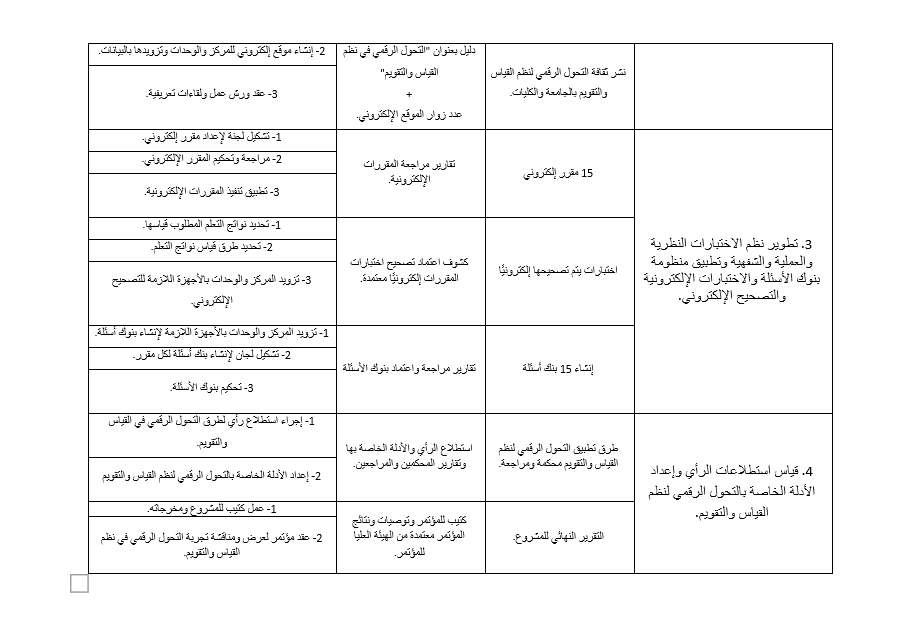 نشر ثقافة التحول الرقمي لنظم القياس
والتقويم بالجامعة والكليات.
دليل بعنوان "التحول الرقمي في نظم
القياس والتقويم"
+
عدد زوار الموقع الإلكتروني.
2- إنشاء موقع إلكتروني للمركز والوحدات وتزويدها بالبيانات.
3- عقد ورش عمل ولقاءات تعريفية.
3. تطوير نظم الاختبارات النظرية
والعملية والشفهية وتطبيق منظومة
بنوك الأسئلة والاختبارات الإلكترونية
والتصحيح الإلكتروني.
15 مقرر إلكتروني
تقارير مراجعة المقررات
الإلكترونية.
1- تشكيل لجنة لإعداد مقرر إلكتروني.
2- مراجعة وتحكيم المقرر الإلكتروني.
3- تطبيق تنفيذ المقررات الإلكترونية.
اختبارات يتم تصحيحها إلكترونيًّا
كشوف اعتماد تصحيح اختبارات
المقررات إلكترونيًّا معتمدة.
1- تحديد نواتج التعلم المطلوب قياسها.
2- تحديد طرق قياس نواتج التعلم.
3- تزويد المركز والوحدات بالأجهزة اللازمة للتصحيح
الإلكتروني.
إنشاء 15 بنك أسئلة
تقارير مراجعة واعتماد بنوك الأسئلة
1- تزويد المركز والوحدات بالأجهزة اللازمة لإنشاء بنوك أسئلة.
2- تشكيل لجان لإنشاء بنك أسئلة لكل مقرر.
3- تحكيم بنوك الأسئلة.
4. قياس استطلاعات الرأي وإعداد
الأدلة الخاصة بالتحول الرقمي لنظم
القياس والتقويم.
طرق تطبيق التحول الرقمي لنظم
القياس والتقويم محكمة ومراجعة.
استطلاع الرأي والأدلة الخاصة بها
وتقارير المحكمين والمراجعين.
1- إجراء استطلاع رأي لطرق التحول الرقمي في القياس
والتقويم.
2- إعداد الأدلة الخاصة بالتحول الرقمي لنظم القياس والتقويم
التقرير النهائي للمشروع.
كتيب للمؤتمر وتوصيات ونتائج
المؤتمر معتمدة من الهيئة العليا
للمؤتمر.
1- عمل كتيب للمشروع ومخرجاته.
2- عقد مؤتمر لعرض ومناقشة تجربة التحول الرقمي في نظم
القياس والتقويم.